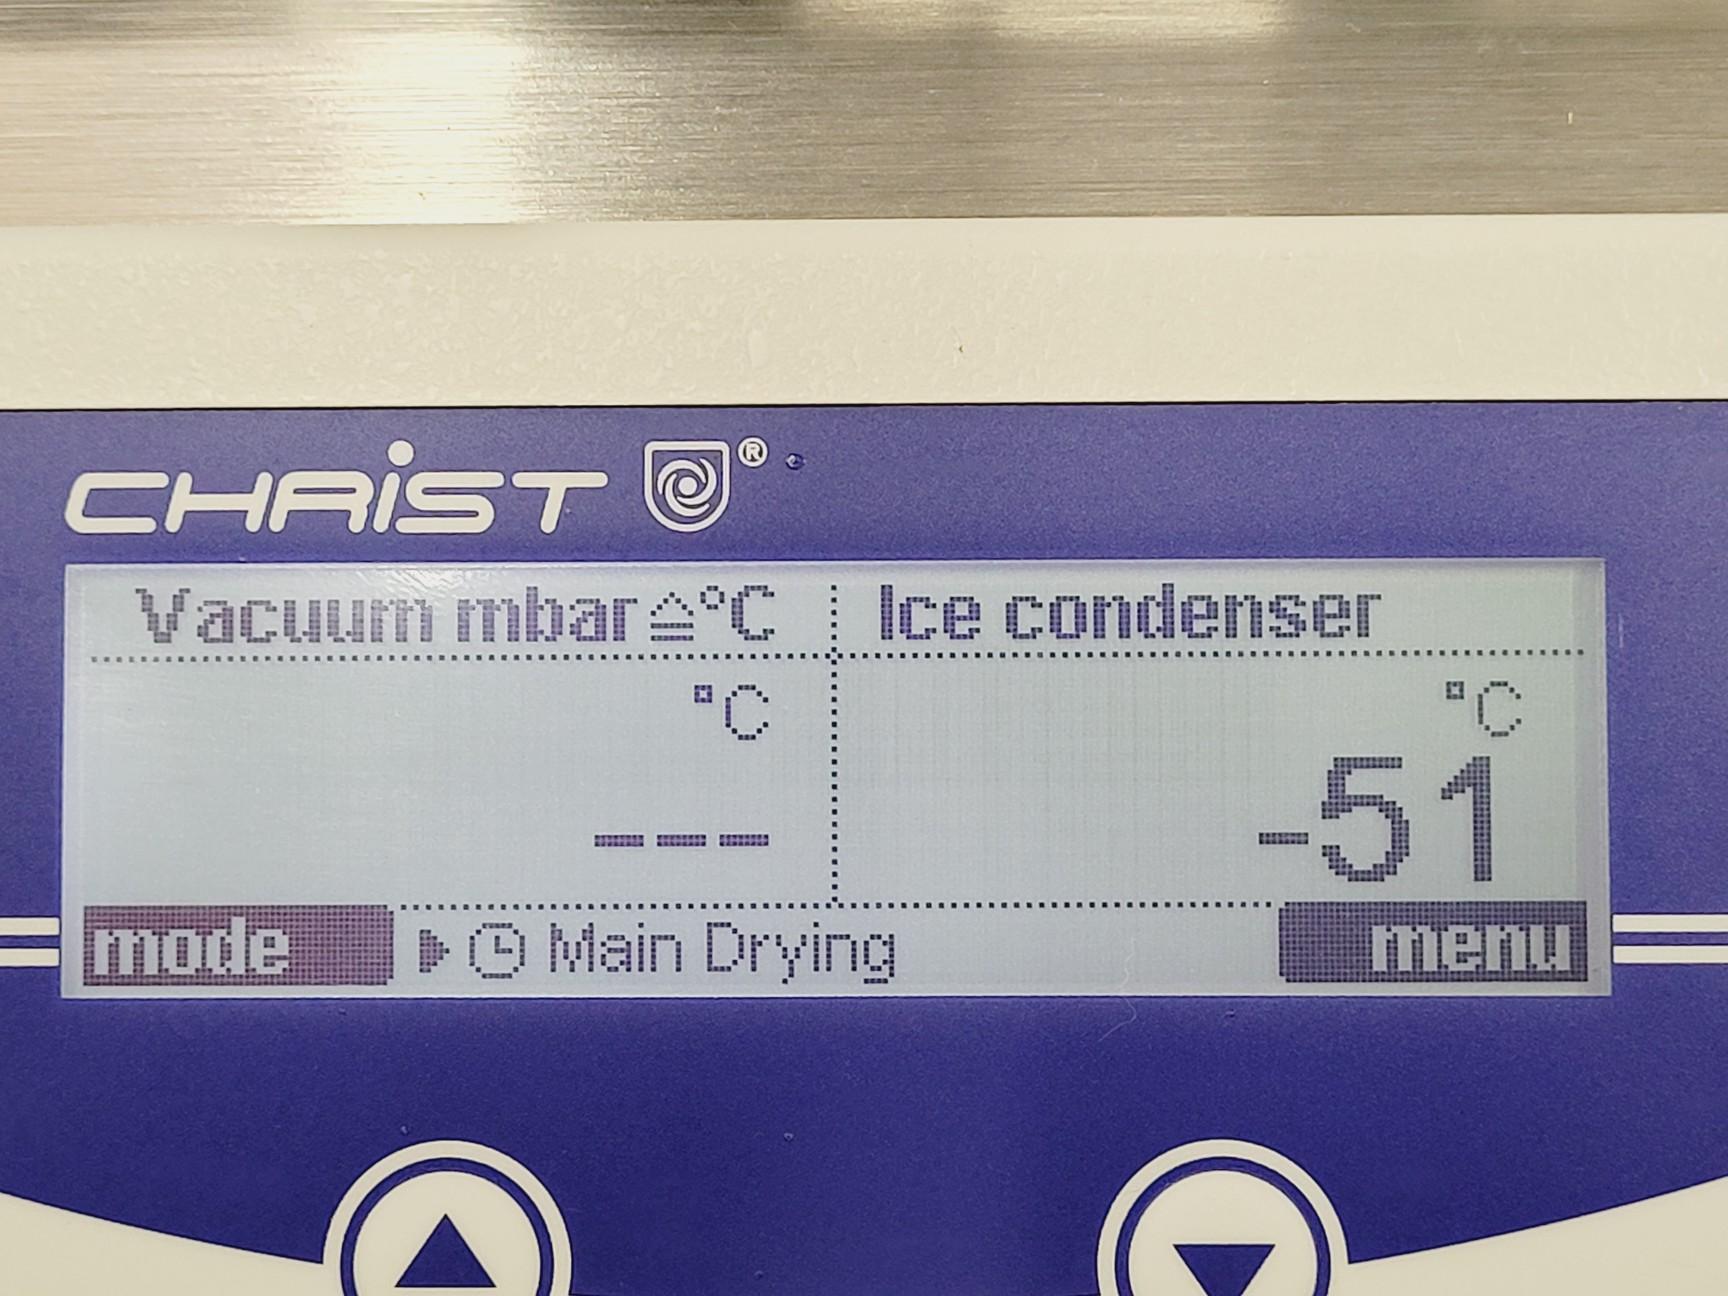 CHRIST ®
Vacuum mbar≙°C Ice condenser
°C °C
--- -51
mode Main Drying menu